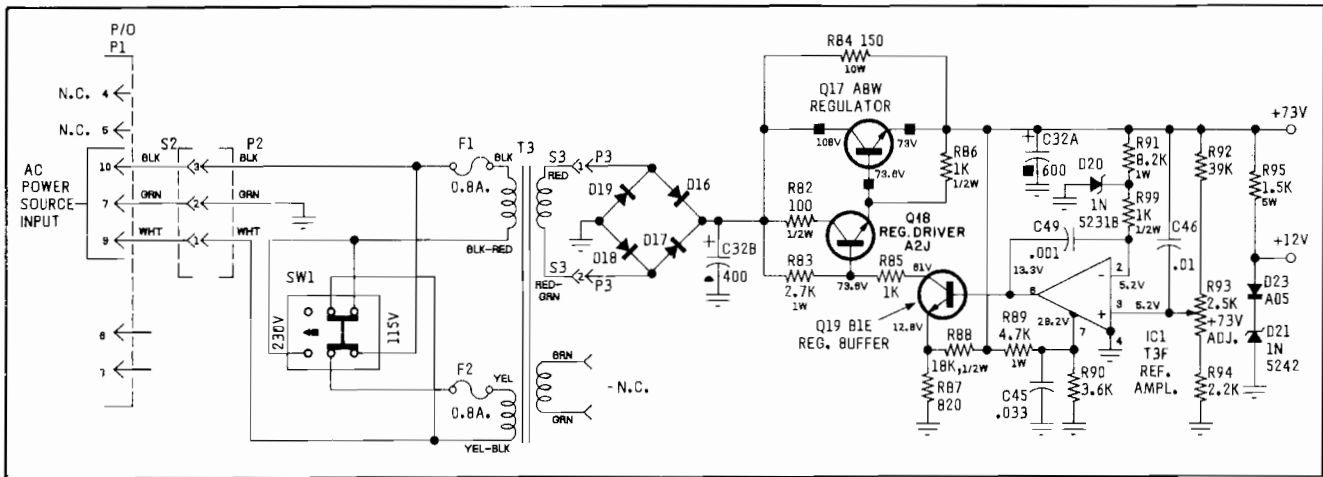 P/O
P1
N.C. 4
N.C. 5
AC
POWER
SOURCE
INPUT
10
7
9
6
7
BLK
GRN
WHT
S2
P2
3
2
1
BLK
GRN
WHT
SW1
230V
115V
F1
0.8A.
BLK
BLK-RED
F2
0.8A.
YEL
YEL-BLK
T3
S3
P3
RED
S3
P3
RED-
GRN
BRN
GRN
-N.C.
D19
D16
D18
D17
+
C32B
400
R84 150
10W
Q17 A8W
REGULATOR
108V
73V
73.6V
R86
1K
1/2W
R82
100
1/2W
Q18
REG.DRIVER
A2J
R83
2.7K
1W
73.6V
R85
1K
61V
12.8V
Q19 B1E
REG. BUFFER
R88
18K,1/2W
R87
820
R89
4.7K
1W
C45
.033
R90
3.6K
+
C32A
600
D20
1N
5231B
R91
8.2K
1W
R99
1K
1/2W
C49
.001
13.3V
6
2
5.2V
3
5.2V
28.2V
7
4
-
+
IC1
T3F
REF.
AMPL.
C46
.01
R92
39K
R93
2.5K
+73V
ADJ.
R94
2.2K
R95
1.5K
5W
+73V
+12V
D23
A05
D21
1N
5242